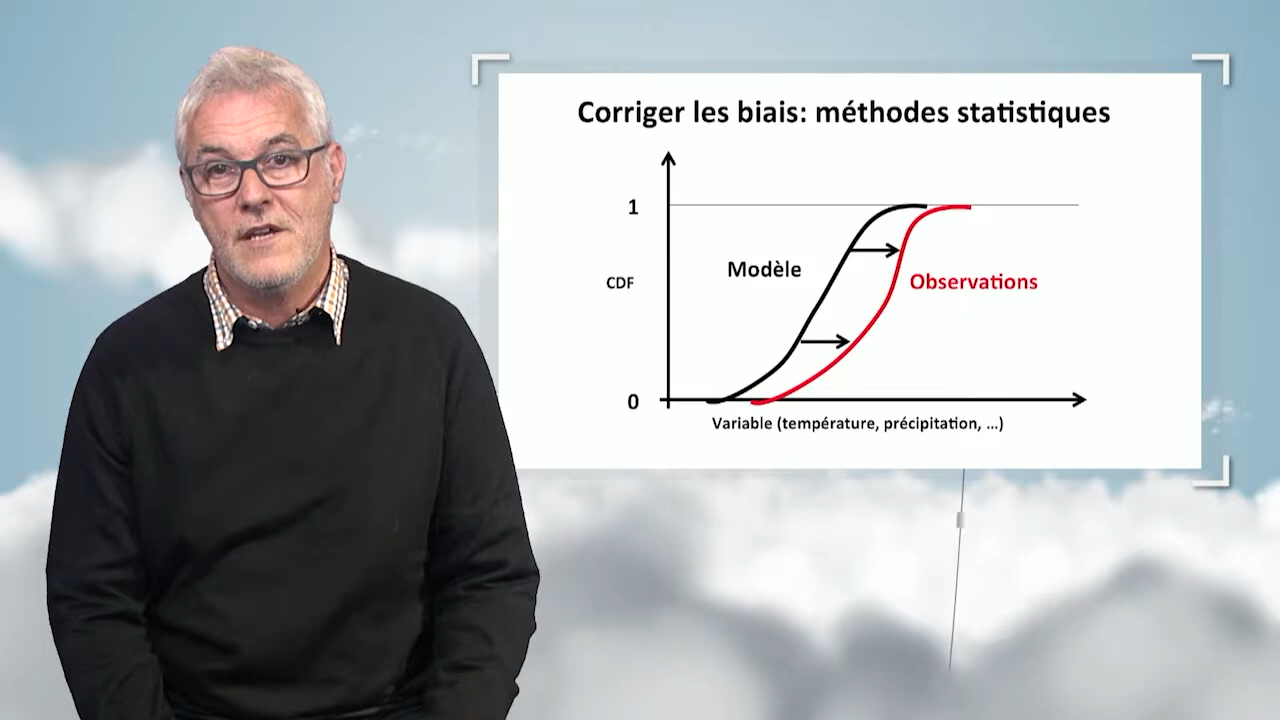 Corriger les biais: méthodes statistiques
1
Modèle
CDF
Observations
0
Variable (température, précipitation, ...)